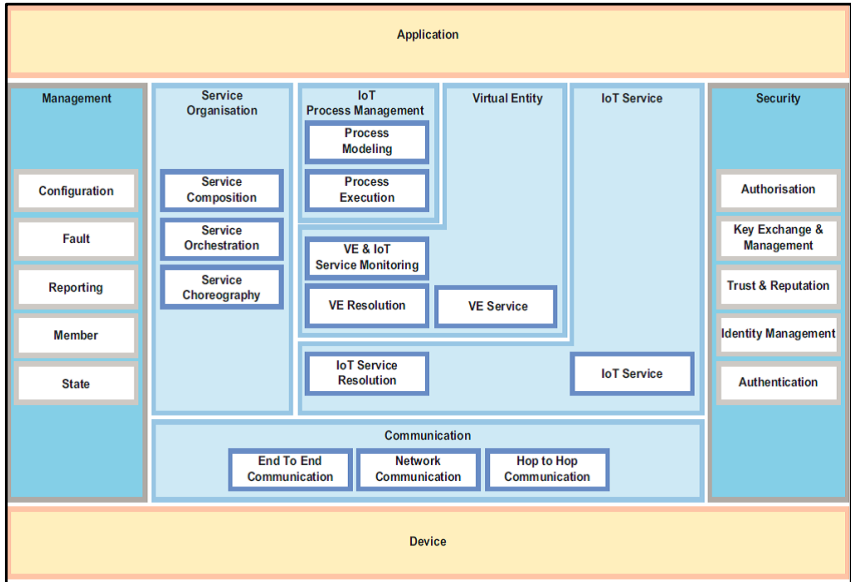 Application
Management
Configuration
Fault
Reporting
Member
State
Service
Organisation
Service
Composition
Service
Orchestration
Service
Choreography
IoT
Process Management
Process
Modeling
Process
Execution
Virtual Entity
VE & IoT
Service Monitoring
VE Resolution
VE Service
IoT Service
IoT Service
Resolution
IoT Service
Communication
End To End
Communication
Network
Communication
Hop to Hop
Communication
Security
Authorisation
Key Exchange &
Management
Trust & Reputation
Identity Management
Authentication
Device